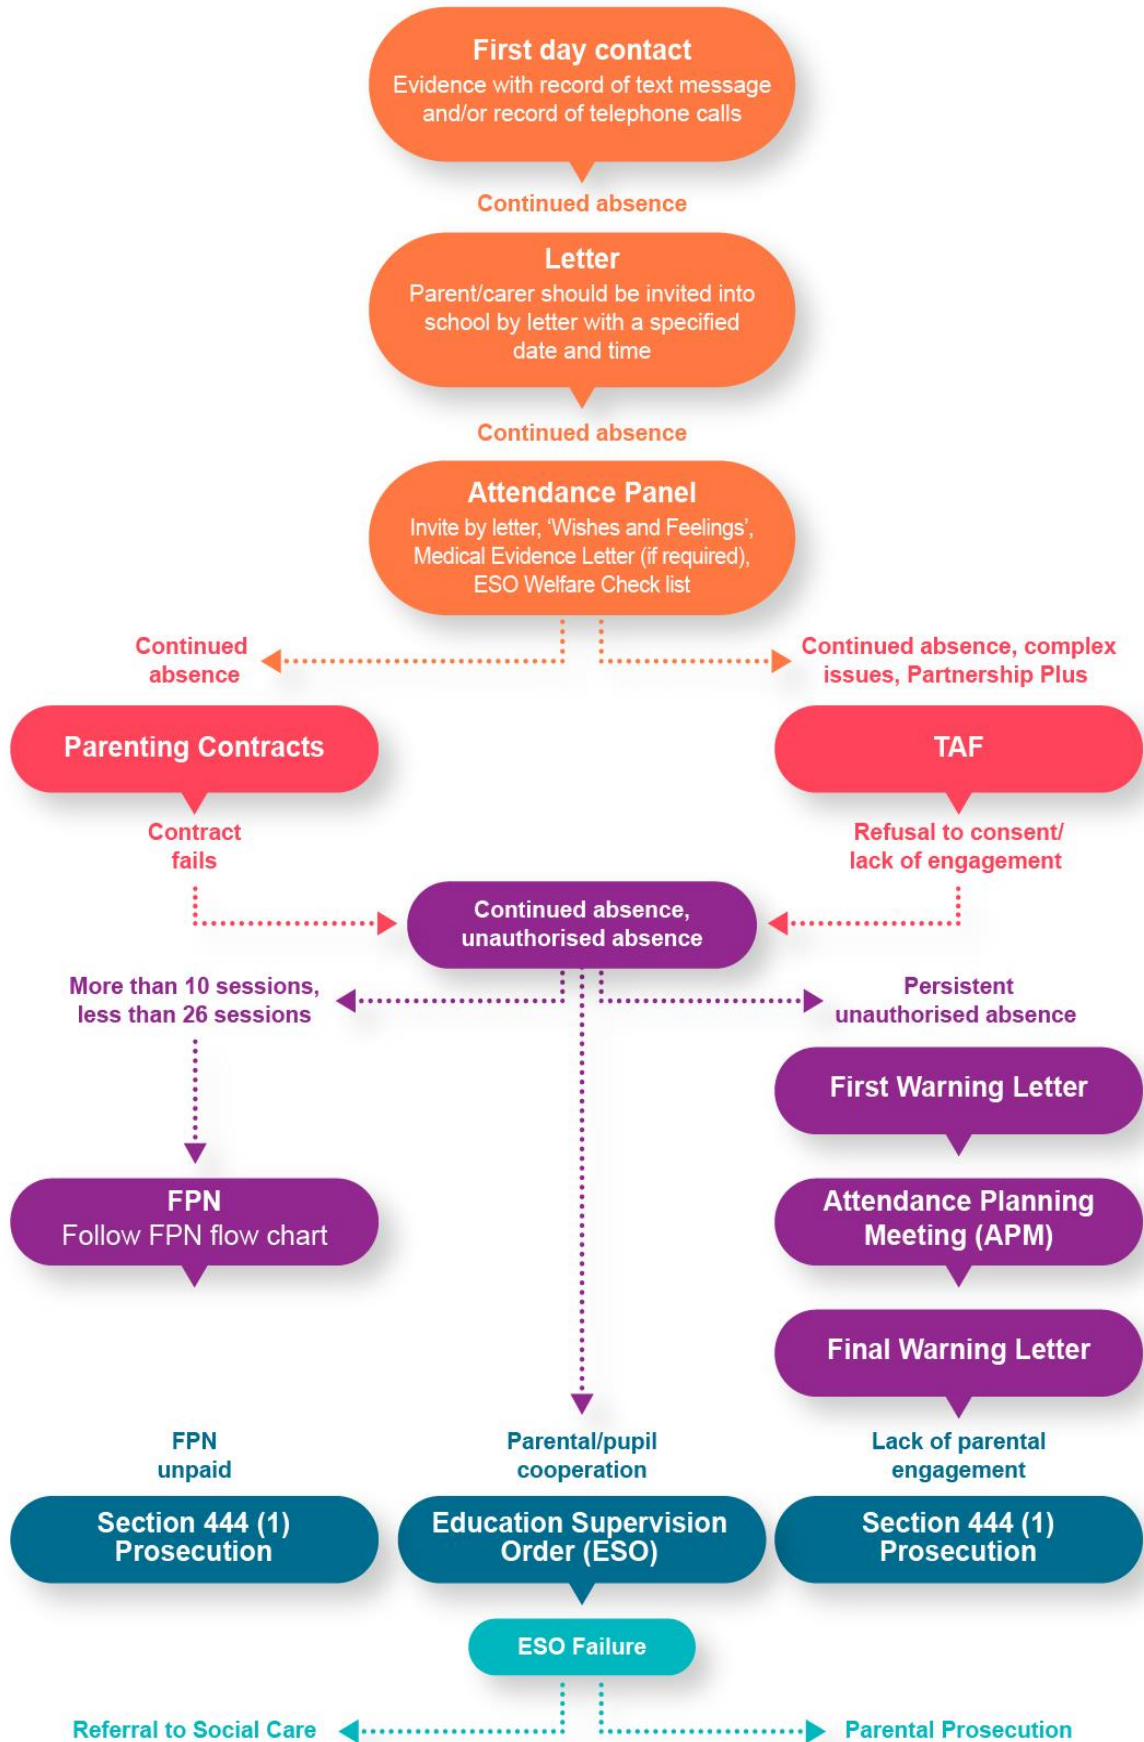 First day contact
Evidence with record of text message
and/or record of telephone calls
Continued absence
Letter
Parent/carer should be invited into
school by letter with a specified
date and time
Continued absence
Attendance Panel
Invite by letter, ‘Wishes and Feelings’,
Medical Evidence Letter (if required),
ESO Welfare Check list
Continued
absence
Continued absence, complex
issues, Partnership Plus
Parenting Contracts
TAF
Contract
fails
Refusal to consent/
lack of engagement
Continued absence,
unauthorised absence
More than 10 sessions,
less than 26 sessions
Persistent
unauthorised absence
First Warning Letter
FPN
Follow FPN flow chart
Attendance Planning
Meeting (APM)
Final Warning Letter
FPN
unpaid
Parental/pupil
cooperation
Lack of parental
engagement
Section 444 (1)
Prosecution
Education Supervision
Order (ESO)
Section 444 (1)
Prosecution
ESO Failure
Referral to Social Care
Parental Prosecution